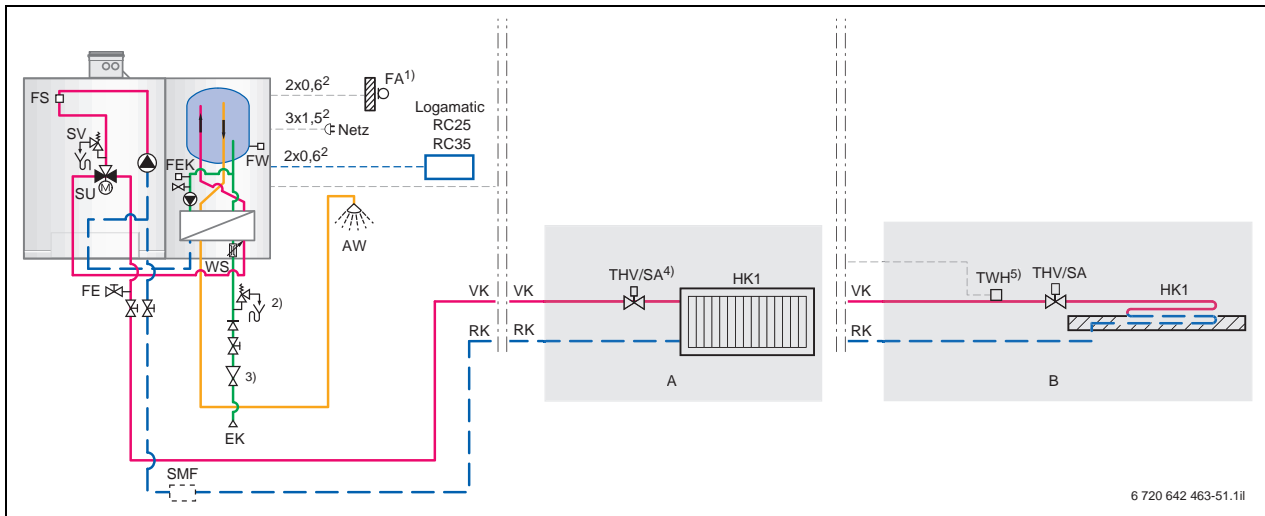 FS
SV
SU
M
FEK
FW
WS
FE
2x0,6²
FA¹⁾
3x1,5²
Netz
2x0,6²
Logamatic
RC25
RC35
AW
2)
3)
EK
SMF
VK
VK
RK
RK
THV/SA⁴⁾
HK1
A
VK
RK
TWH⁵⁾
THV/SA
HK1
B
6 720 642 463-51.1il